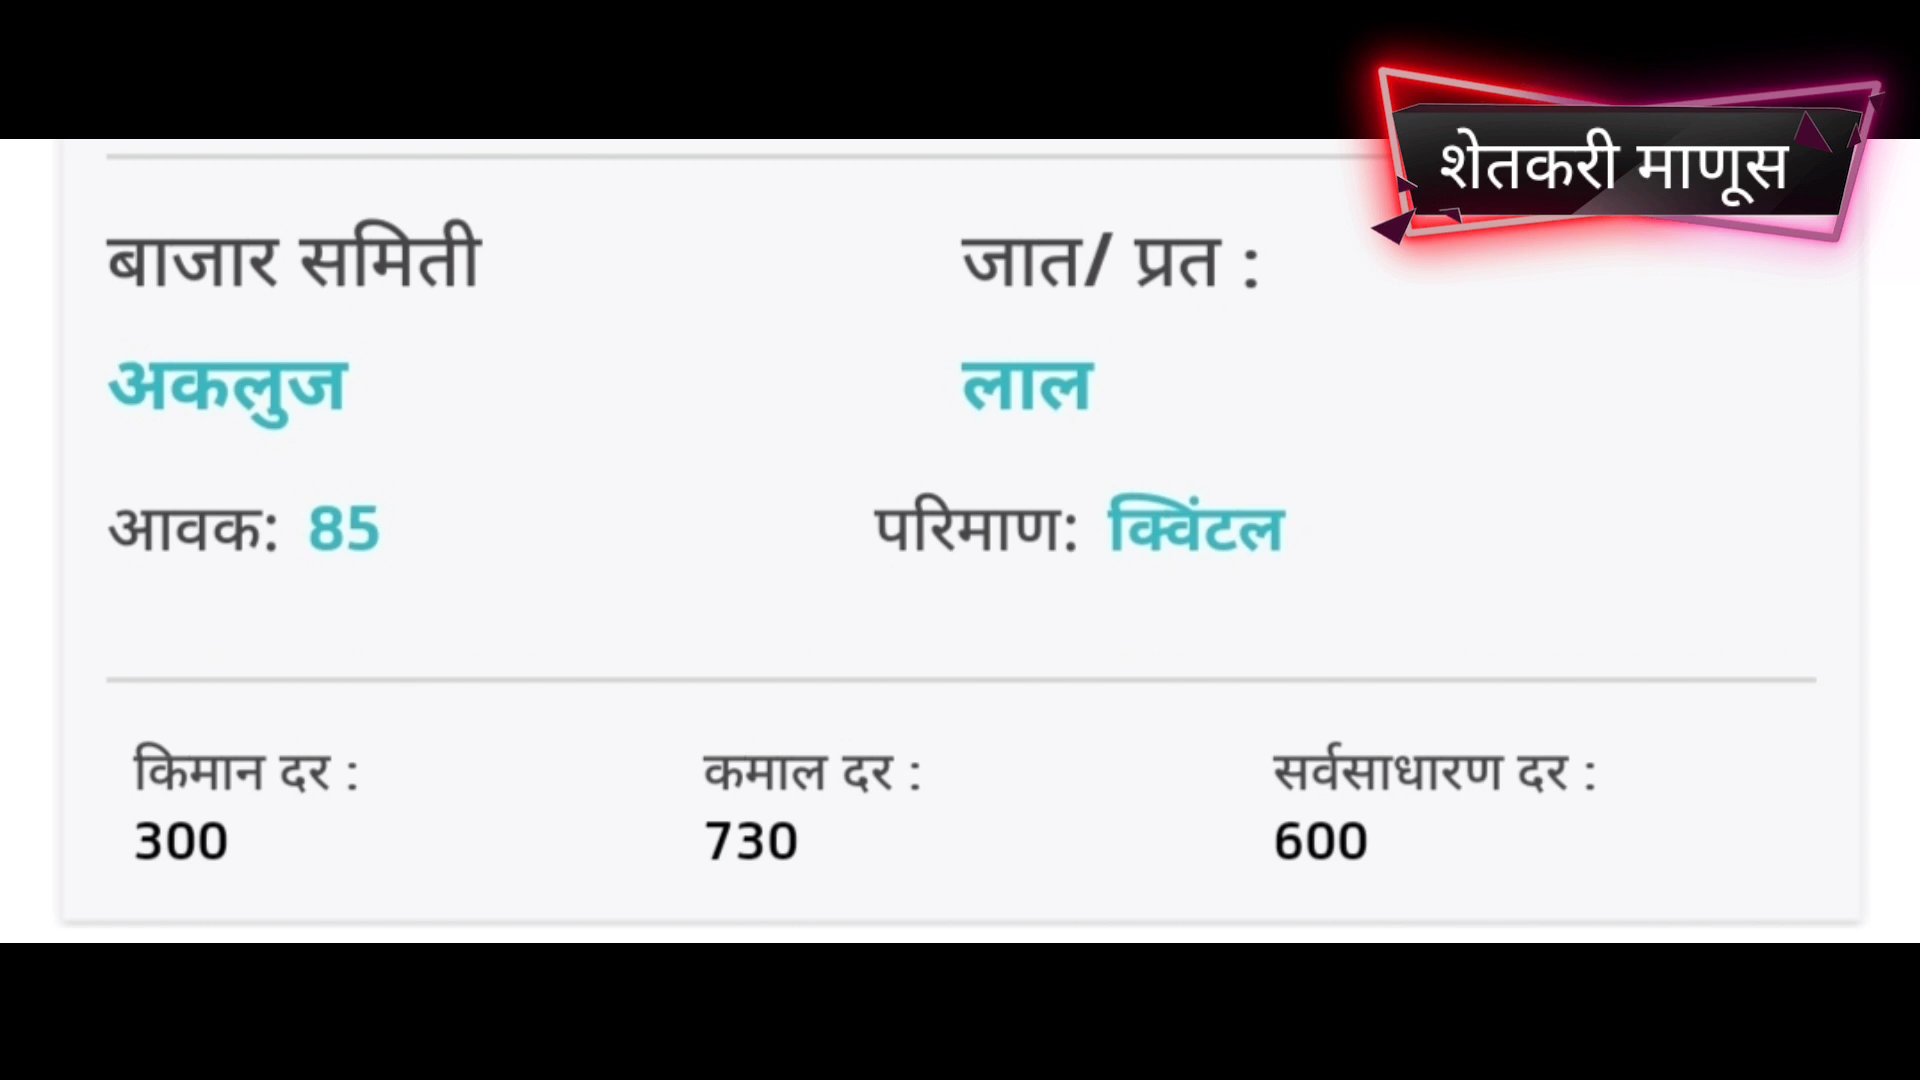 शेतकरी माणूस
बाजार समिती जात/ प्रत :
अकलुज लाल
आवक: 85 परिमाण: क्विंटल
किमान दर : कमाल दर : सर्वसाधारण दर :
300 730 600